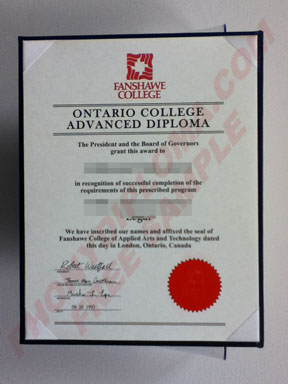 FANSHAWE
COLLEGE
ONTARIO COLLEGE
ADVANCED DIPLOMA
The President and the Board of Governors
grant this award to
in recognition of successful completion of the
requirements of this prescribed program
We have inscribed our names and affixed the seal of
Fanshawe College of Applied Arts and Technology dated
this day in London, Ontario, Canada
SAMPLE